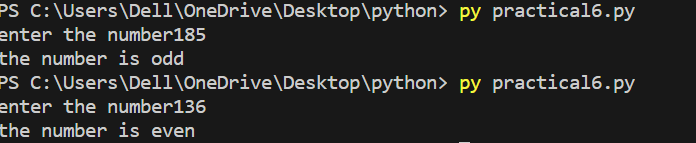 PS C:\Users\Dell\OneDrive\Desktop\python> py practical6.py
enter the number185
the number is odd
PS C:\Users\Dell\OneDrive\Desktop\python> py practical6.py
enter the number136
the number is even